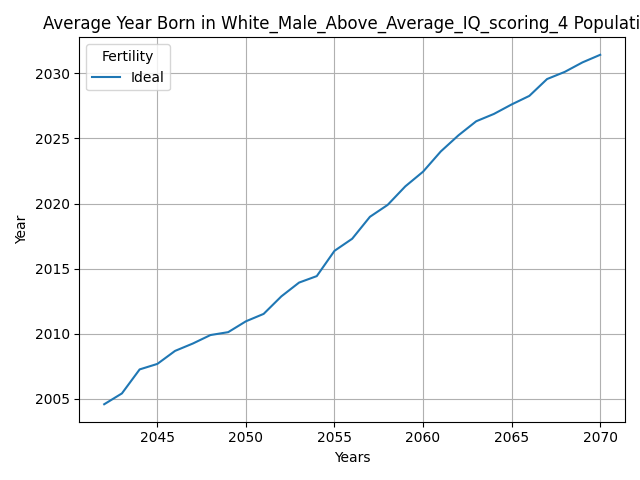 Average Year Born in White_Male_Above_Average_IQ_scoring_4 Populati
Fertility
Ideal
2030
2025
2020
2015
2010
2005
Year
2045 2050 2055 2060 2065 2070
Years